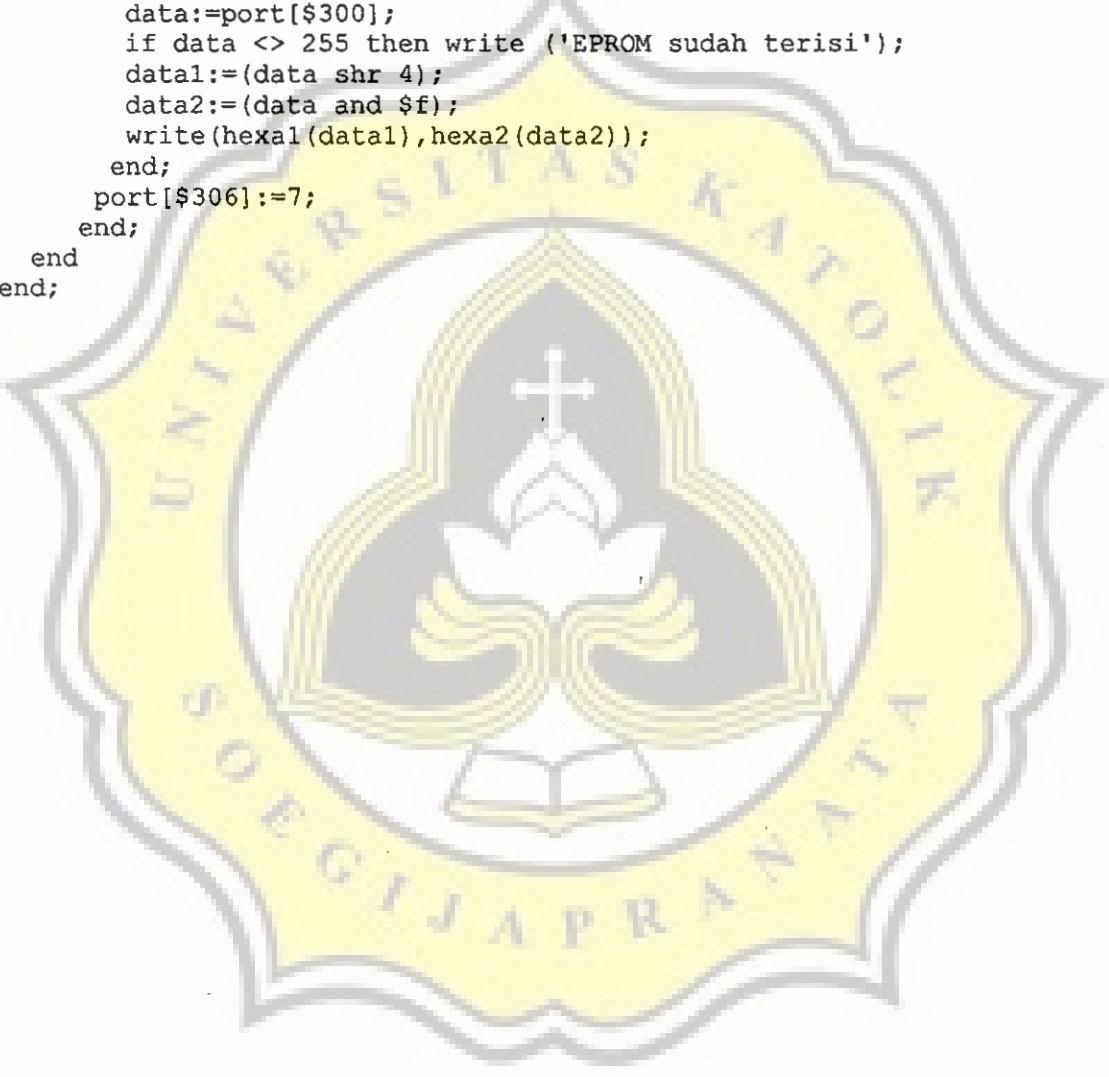 data:=port[$300];
if data <> 255 then write ('EPROM sudah terisi');
data1:=(data shr 4);
data2:=(data and $f);
write(hexa1(data1),hexa2(data2));
end;
port[$306]:=7;
end;
end
end;
UNIVERSITAS KATOLIK
SOEGIJAPRANATA